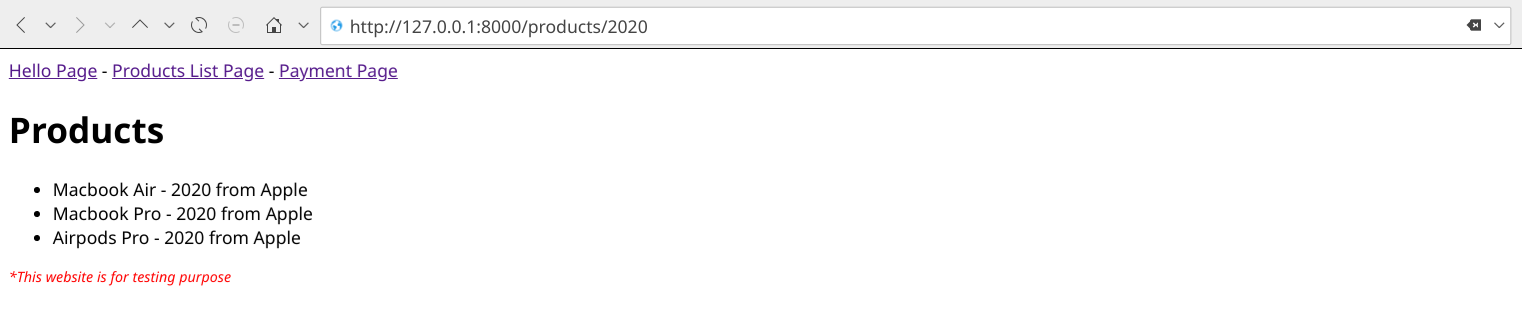 http://127.0.0.1:8000/products/2020
Hello Page - Products List Page - Payment Page
Products
Macbook Air - 2020 from Apple
Macbook Pro - 2020 from Apple
Airpods Pro - 2020 from Apple
*This website is for testing purpose